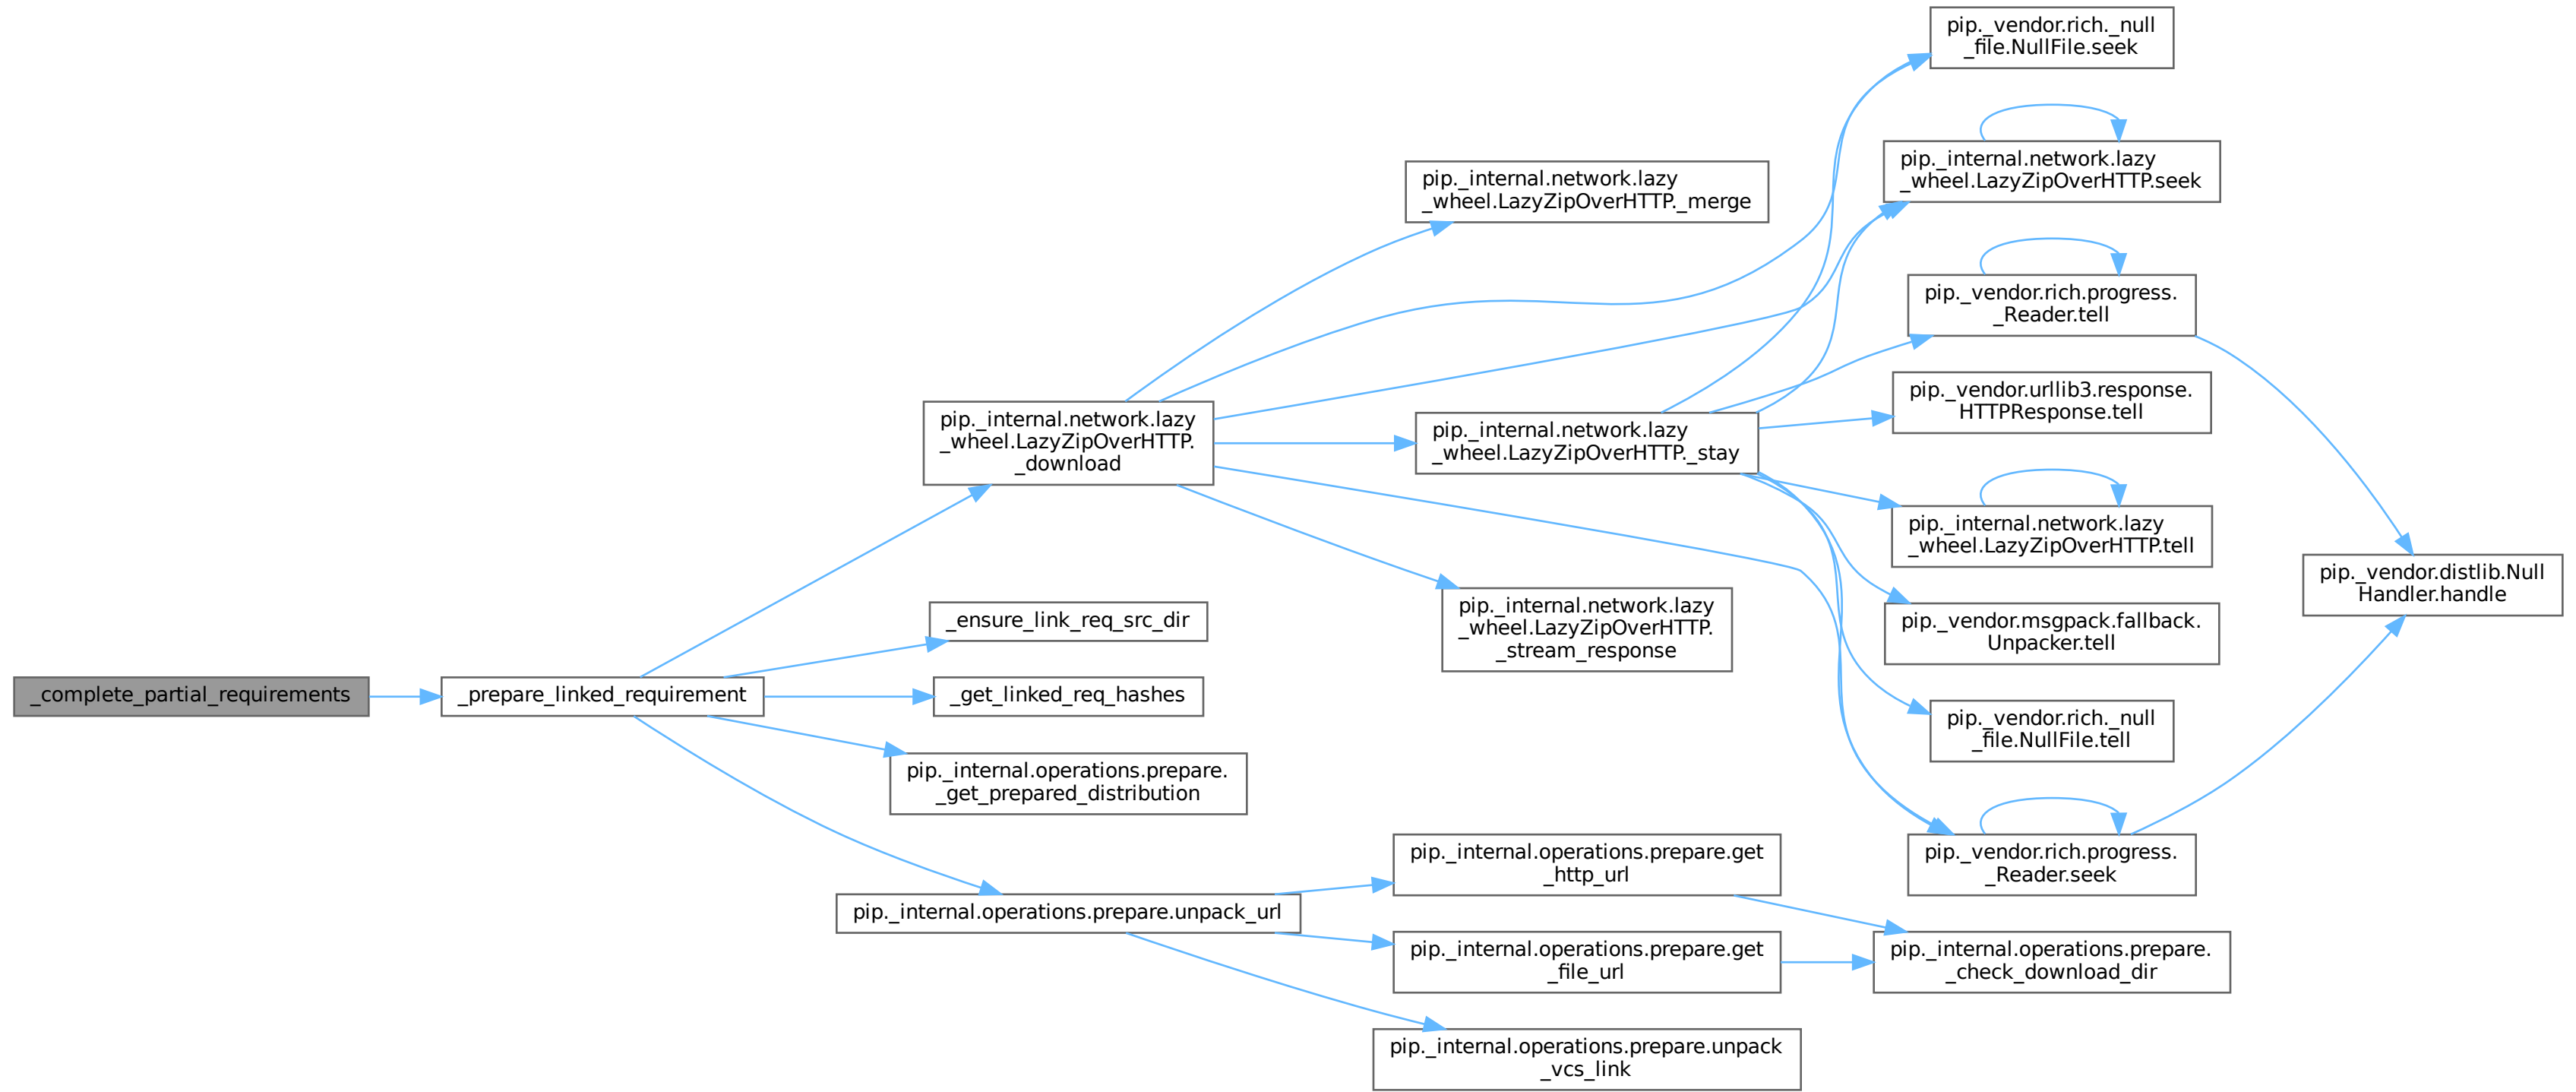 _complete_partial_requirements
_prepare_linked_requirement
pip._internal.network.lazy
_wheel.LazyZipOverHTTP.
_download
_ensure_link_req_src_dir
_get_linked_req_hashes
pip._internal.operations.prepare.
_get_prepared_distribution
pip._internal.operations.prepare.unpack_url
pip._internal.network.lazy
_wheel.LazyZipOverHTTP._merge
pip._internal.network.lazy
_wheel.LazyZipOverHTTP._stay
pip._internal.network.lazy
_wheel.LazyZipOverHTTP.
_stream_response
pip._internal.operations.prepare.get
_http_url
pip._internal.operations.prepare.get
_file_url
pip._internal.operations.prepare.unpack
_vcs_link
pip._vendor.rich._null
_file.NullFile.seek
pip._internal.network.lazy
_wheel.LazyZipOverHTTP.seek
pip._vendor.rich.progress.
_Reader.tell
pip._vendor.urllib3.response.
HTTPResponse.tell
pip._internal.network.lazy
_wheel.LazyZipOverHTTP.tell
pip._vendor.msgpack.fallback.
Unpacker.tell
pip._vendor.rich._null
_file.NullFile.tell
pip._vendor.rich.progress.
_Reader.seek
pip._internal.operations.prepare.
_check_download_dir
pip._vendor.distlib.Null
Handler.handle